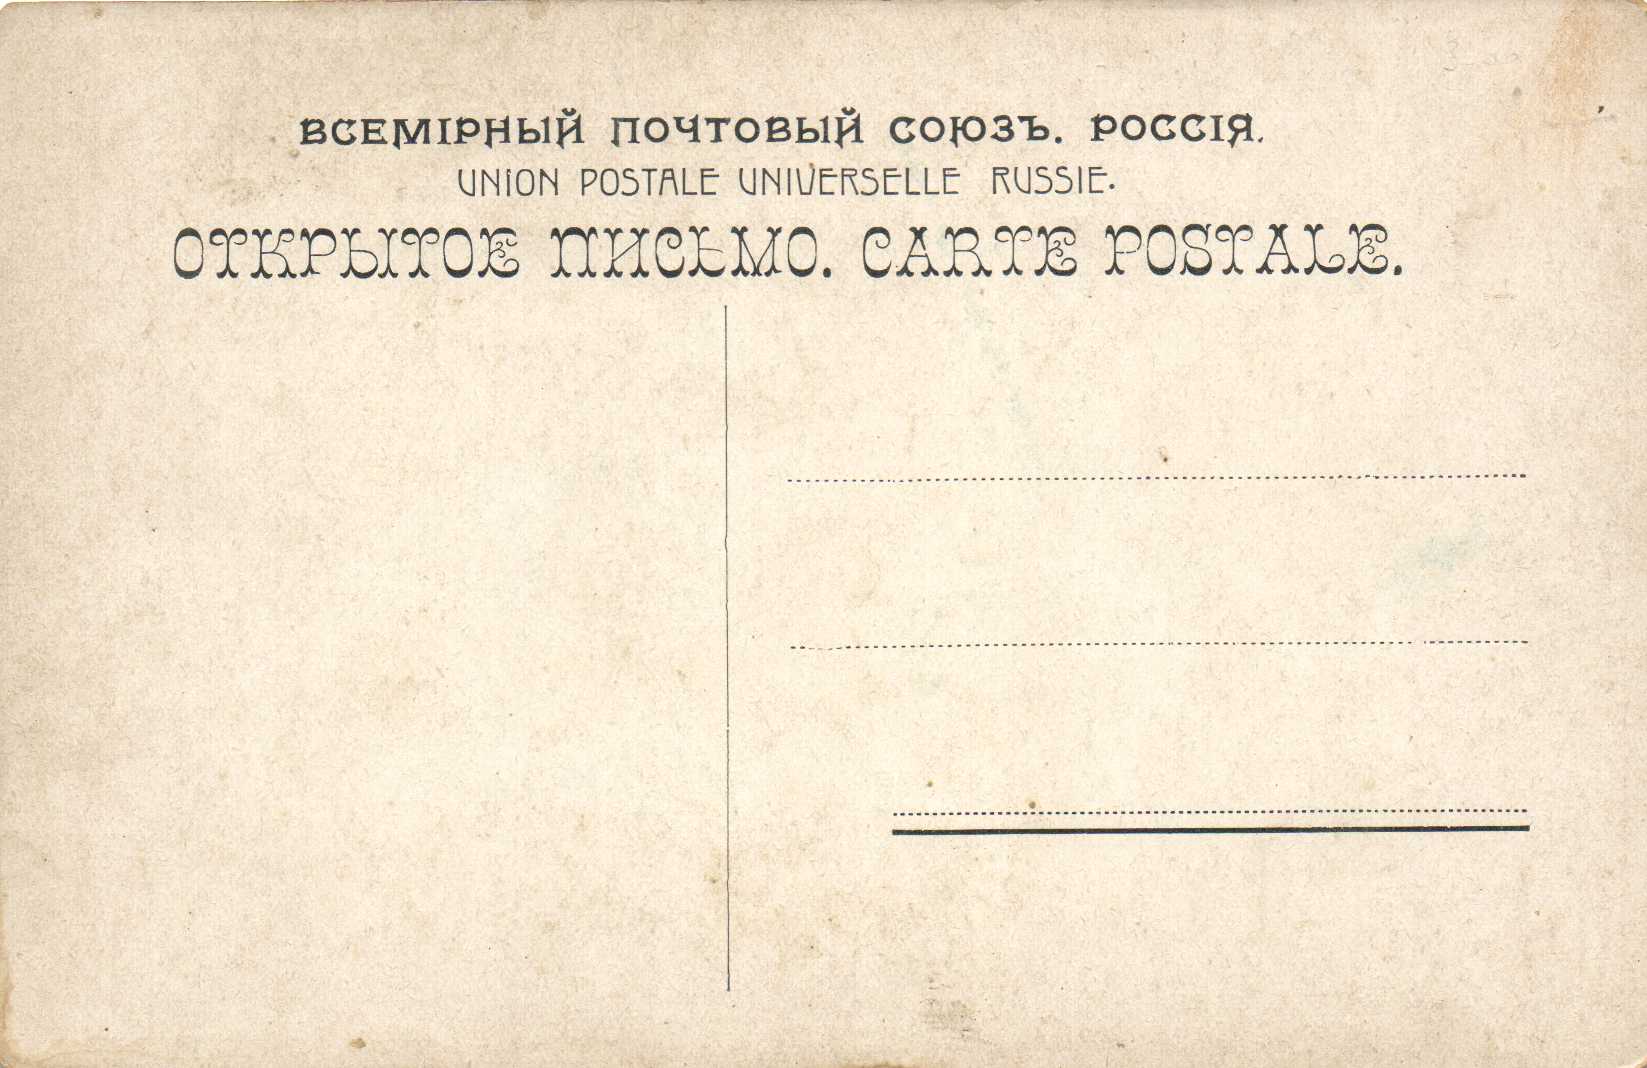 ВСЕМІРНЫЙ ПОЧТОВЫЙ СОЮЗЪ. РОССІЯ.
UNION POSTALE UNIVERSELLE RUSSIE.
ОТКРЫТОЕ ПИСЬМО. CARTE POSTALE.